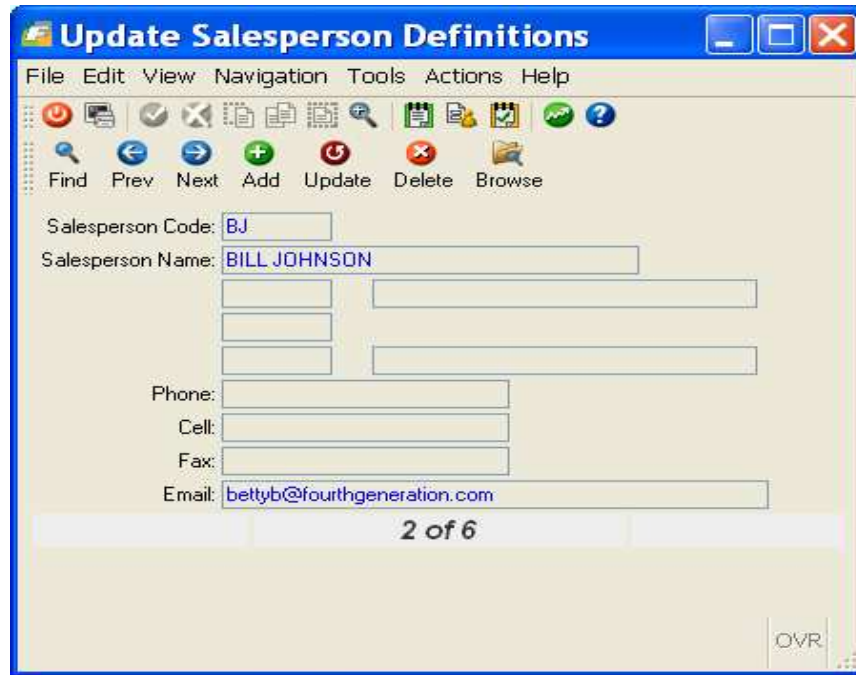 Update Salesperson Definitions
File Edit View Navigation Tools Actions Help
Find Prev Next Add Update Delete Browse
Salesperson Code: BJ
Salesperson Name: BILL JOHNSON
Phone:
Cell:
Fax:
Email: bettyb@fourthgeneration.com
2 of 6
OVR